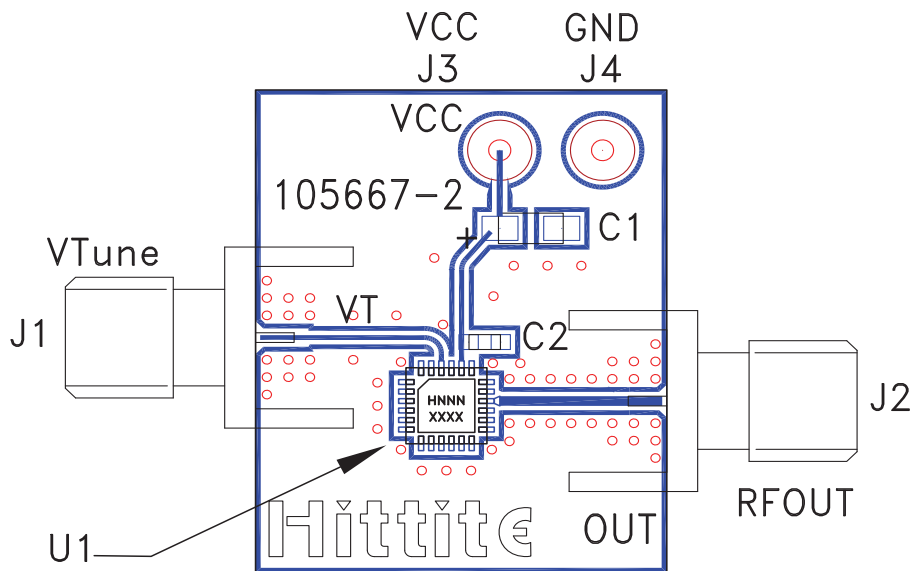 VCC
J3
GND
J4
VCC
105667-2
C1
+
VTune
VT
J1
C2
HNNN
XXXX
J2
RFOUT
OUT
Hittite
U1